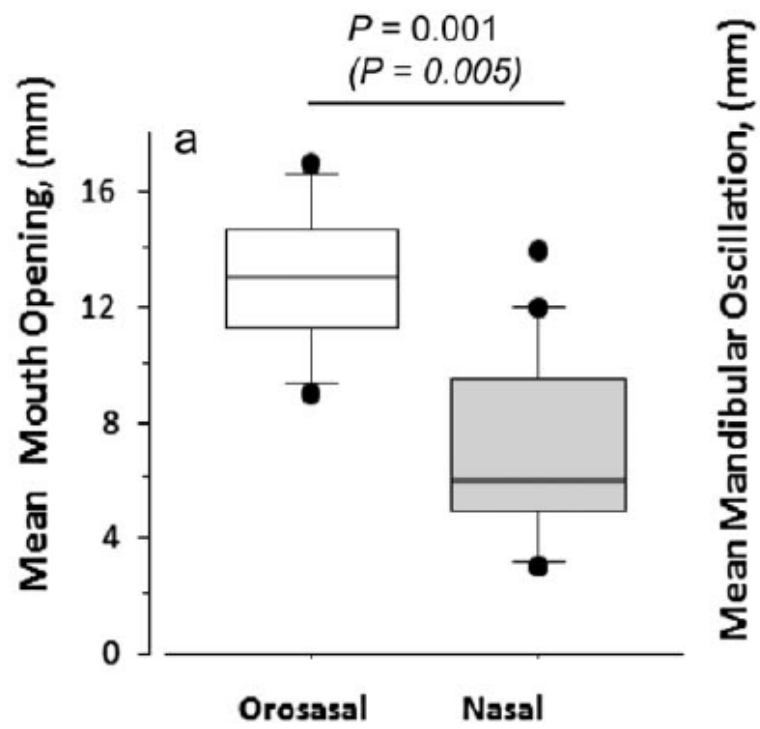 P = 0.001
(P = 0.005)
a
Mean Mouth Opening, (mm)
16
12
8
4
0
Orosasal
Nasal
Mean Mandibular Oscillation, (mm)